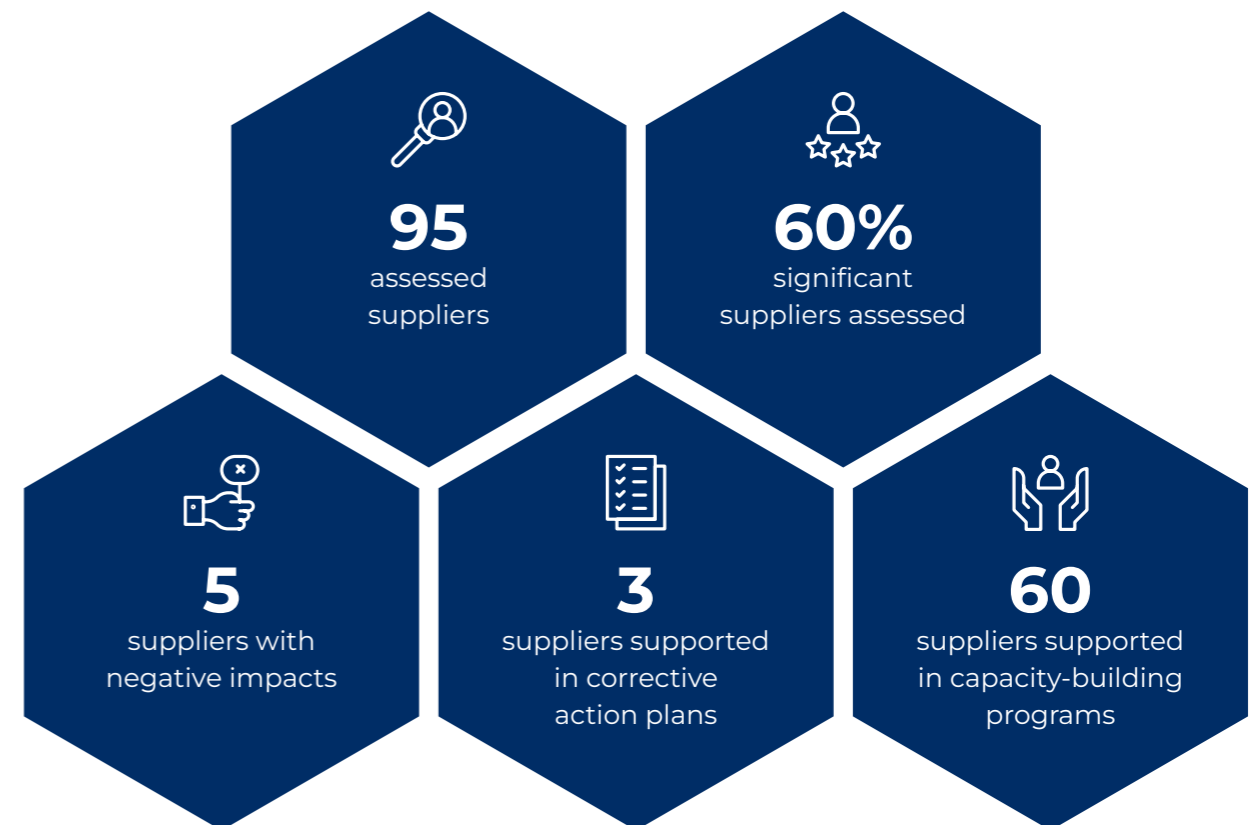 95
assessed
suppliers
60%
significant
suppliers assessed
5
suppliers with
negative impacts
3
suppliers supported
in corrective
action plans
60
suppliers supported
in capacity-building
programs